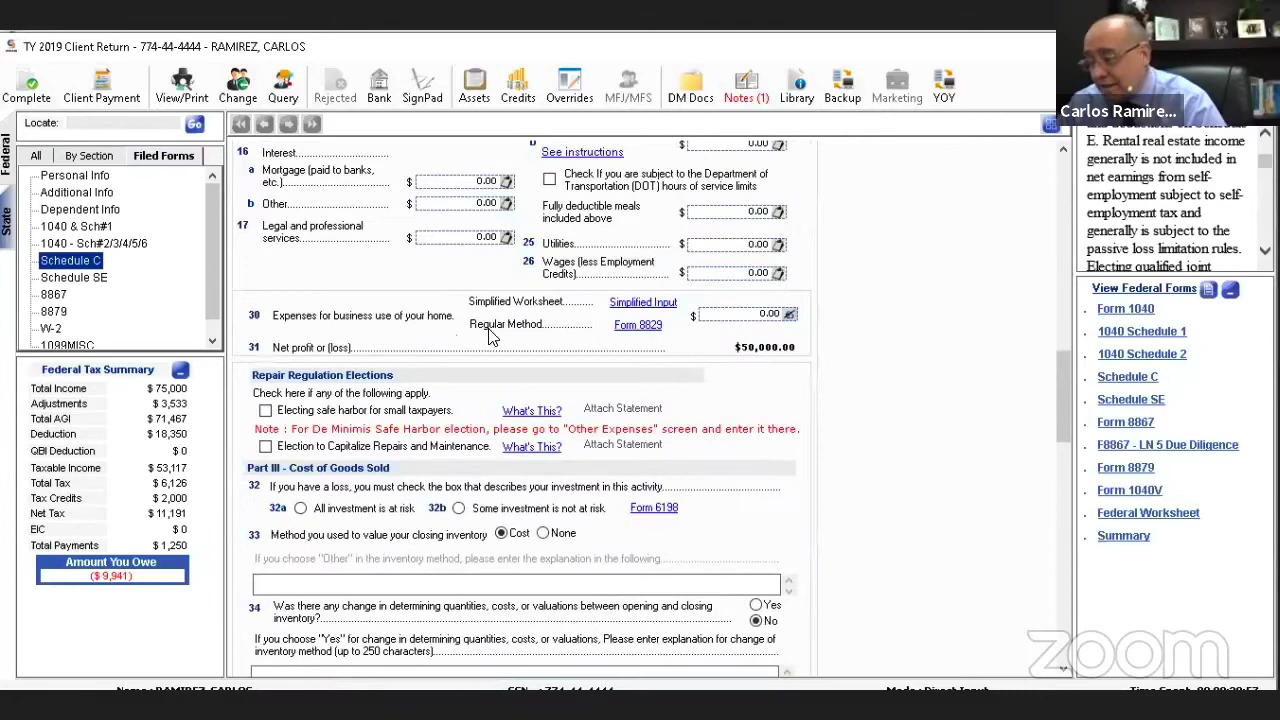 TY 2019 Client Return - 774-44-4444 - RAMIREZ, CARLOS
Complete Client Payment View/Print Change Query Rejected Bank SignPad Assets Credits Overrides MFJ/MFS DM Docs Notes (1) Library Backup Marketing YOY
Carlos Ramire...
Locate: Go
Federal
State
All By Section Filed Forms
Personal Info
Additional Info
Dependent Info
1040 & Sch#1
1040 - Sch#2/3/4/5/6
Schedule C
Schedule SE
8867
8879
W-2
1099MISC
Federal Tax Summary
Total Income $ 75,000
Adjustments $ 3,533
Total AGI $ 71,467
Deduction $ 18,350
QBI Deduction $ 0
Taxable Income $ 53,117
Total Tax $ 6,126
Tax Credits $ 2,000
Net Tax $ 11,191
EIC $ 0
Total Payments $ 1,250
Amount You Owe
($ 9,941)
16 Interest
a Mortgage (paid to banks, etc.) $ 0.00
b Other $ 0.00
17 Legal and professional services $ 0.00
$ 0.00
See instructions
Check If you are subject to the Department of Transportation (DOT) hours of service limits
Fully deductible meals included above $ 0.00
25 Utilities $ 0.00
26 Wages (less Employment Credits) $ 0.00
30 Expenses for business use of your home.
Simplified Worksheet Simplified Input
Regular Method Form 8829
$ 0.00
31 Net profit or (loss) $50,000.00
Repair Regulation Elections
Check here if any of the following apply.
Electing safe harbor for small taxpayers. What's This? Attach Statement
Note : For De Minimis Safe Harbor election, please go to "Other Expenses" screen and enter it there.
Election to Capitalize Repairs and Maintenance. What's This? Attach Statement
Part III - Cost of Goods Sold
32 If you have a loss, you must check the box that describes your investment in this activity
32a All investment is at risk 32b Some investment is not at risk Form 6198
33 Method you used to value your closing inventory Cost None
If you choose "Other" in the inventory method, please enter the explanation in the following
34 Was there any change in determining quantities, costs, or valuations between opening and closing inventory? Yes
No
If you choose "Yes" for change in determining quantities, costs, or valuations, Please enter explanation for change of inventory method (up to 250 characters)
E. Rental real estate income
generally is not included in
net earnings from self-
employment subject to self-
employment tax and
generally is subject to the
passive loss limitation rules.
Electing qualified joint
View Federal Forms
Form 1040
1040 Schedule 1
1040 Schedule 2
Schedule C
Schedule SE
Form 8867
F8867 - LN 5 Due Diligence
Form 8879
Form 1040V
Federal Worksheet
Summary
zoom